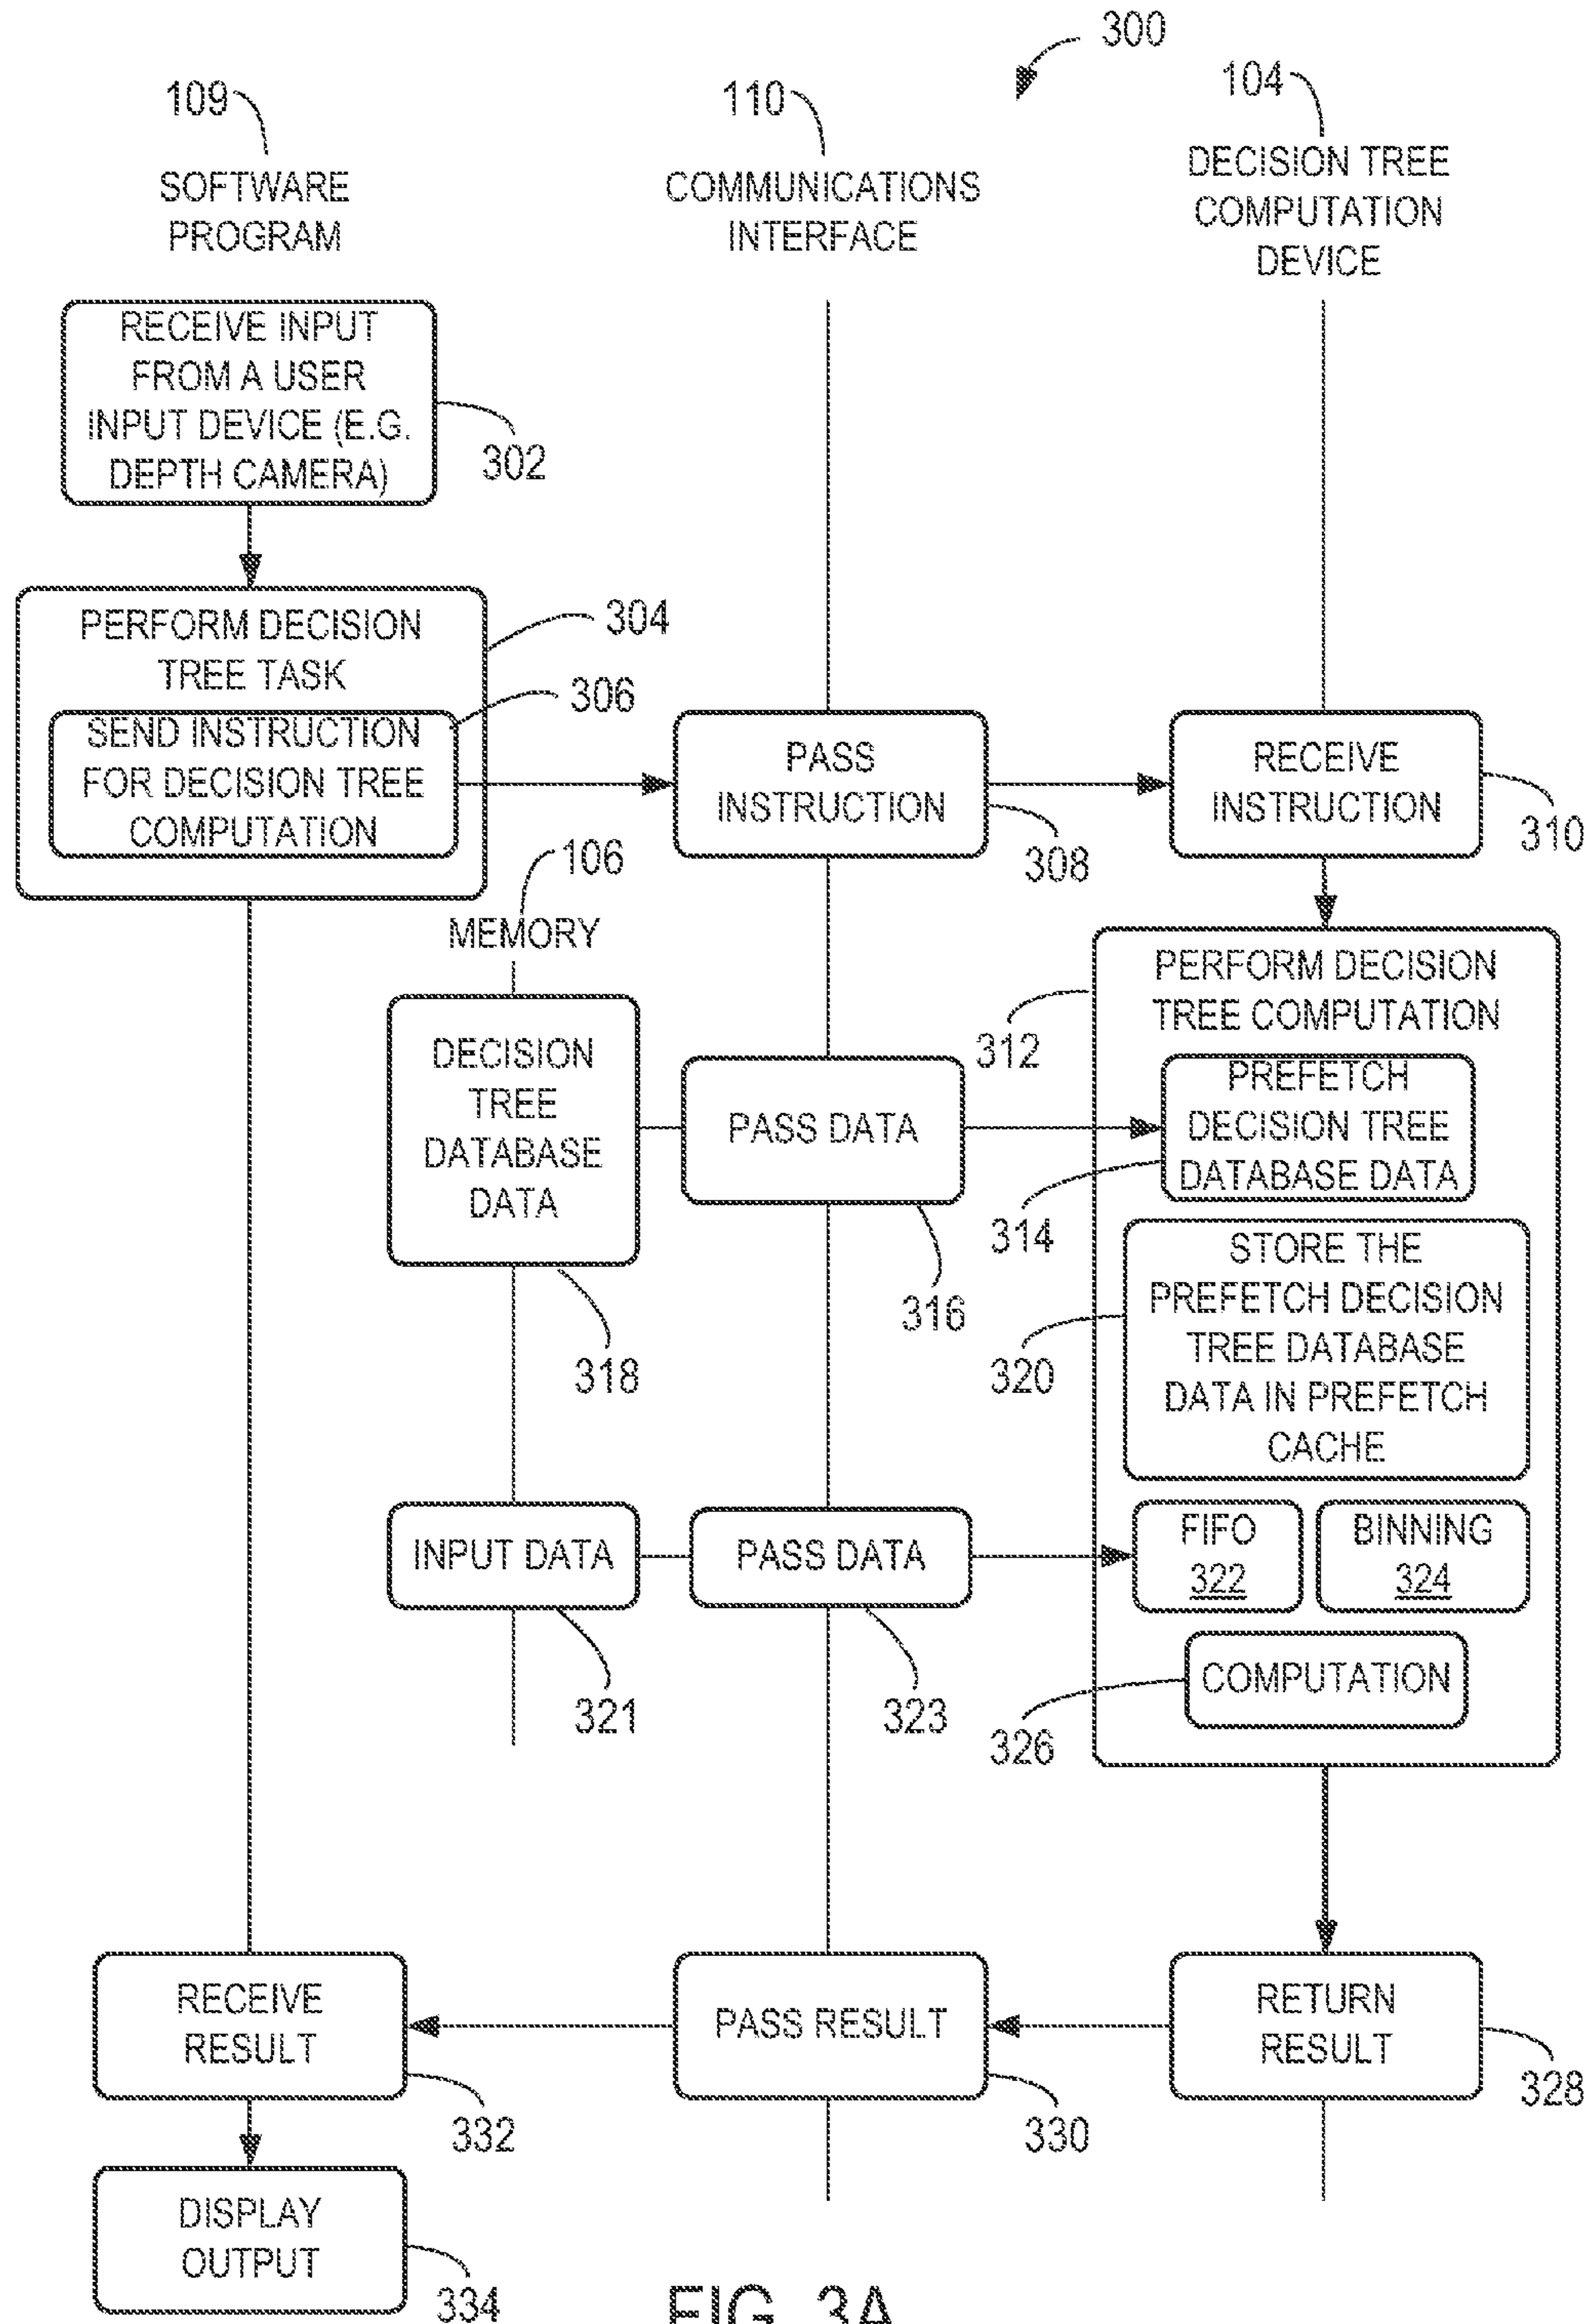 300
109
110
104
SOFTWARE
PROGRAM
COMMUNICATIONS
INTERFACE
DECISION TREE
COMPUTATION
DEVICE
RECEIVE INPUT
FROM A USER
INPUT DEVICE (E.G.
DEPTH CAMERA)
302
PERFORM DECISION
TREE TASK
304
306
SEND INSTRUCTION
FOR DECISION TREE
COMPUTATION
PASS
INSTRUCTION
308
RECEIVE
INSTRUCTION
310
106
MEMORY
DECISION
TREE
DATABASE
DATA
318
PASS DATA
316
PERFORM DECISION
TREE COMPUTATION
312
PREFETCH
DECISION TREE
DATABASE DATA
314
STORE THE
PREFETCH DECISION
TREE DATABASE
DATA IN PREFETCH
CACHE
320
INPUT DATA
321
PASS DATA
323
FIFO
322
BINNING
324
COMPUTATION
326
RECEIVE
RESULT
332
PASS RESULT
330
RETURN
RESULT
328
DISPLAY
OUTPUT
334
FIG. 3A